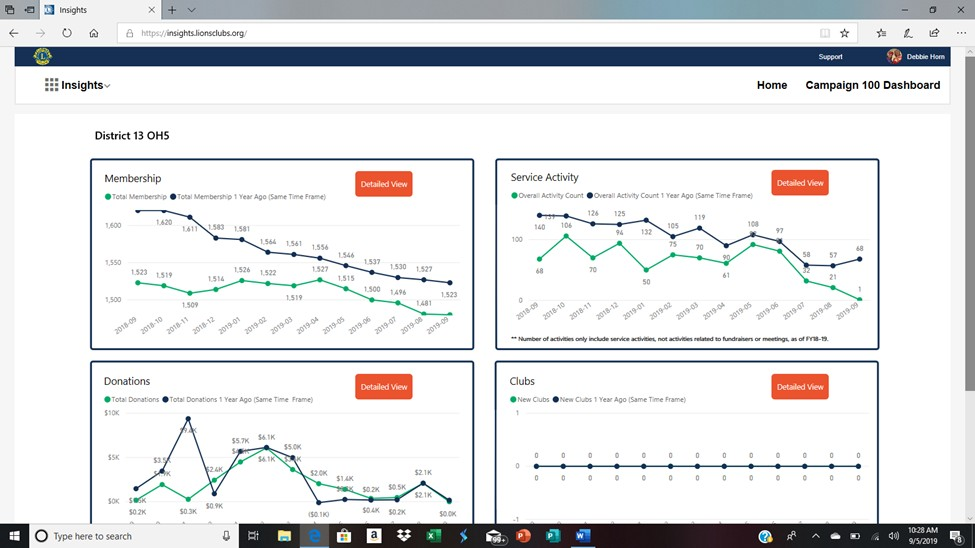 Insights
https://insights.lionsclubs.org/
Support
Debbie Horn
Insights
Home
Campaign 100 Dashboard
District 13 OH5
Membership
Detailed View
Total Membership Total Membership 1 Year Ago (Same Time Frame)
1,600
1,550
1,500
1,620 1,611 1,583 1,581 1,564 1,561 1,556 1,546 1,537 1,530 1,527 1,523
1,523 1,519 1,509 1,514 1,526 1,522 1,519 1,527 1,515 1,500 1,496 1,481
2018-09 2018-10 2018-11 2018-12 2019-01 2019-02 2019-03 2019-04 2019-05 2019-06 2019-07 2019-08 2019-09
Service Activity
Detailed View
Overall Activity Count Overall Activity Count 1 Year Ago (Same Time Frame)
100
0
140 139 126 125 132 105 119 90 108 97 58 57 68
68 106 70 94 50 75 70 61 32 21 1
2018-09 2018-10 2018-11 2018-12 2019-01 2019-02 2019-03 2019-04 2019-05 2019-06 2019-07 2019-08 2019-09
** Number of activities only include service activities, not activities related to fundraisers or meetings, as of FY18-19.
Donations
Detailed View
Total Donations Total Donations 1 Year Ago (Same Time Frame)
$10K
$5K
$0K
$0.9K $5.7K $6.1K $5.0K ($0.1K) $0.4K $0.2K $2.1K
$0.2K $0.3K $2.4K $6.1K $2.0K $1.4K $0.2K $0.5K $2.1K $0.0K
Clubs
Detailed View
New Clubs New Clubs 1 Year Ago (Same Time Frame)
1
0
-1
0 0 0 0 0 0 0 0 0 0 0 0 0
0 0 0 0 0 0 0 0 0 0 0 0 0
Type here to search
99+
10:28 AM
9/5/2019
8